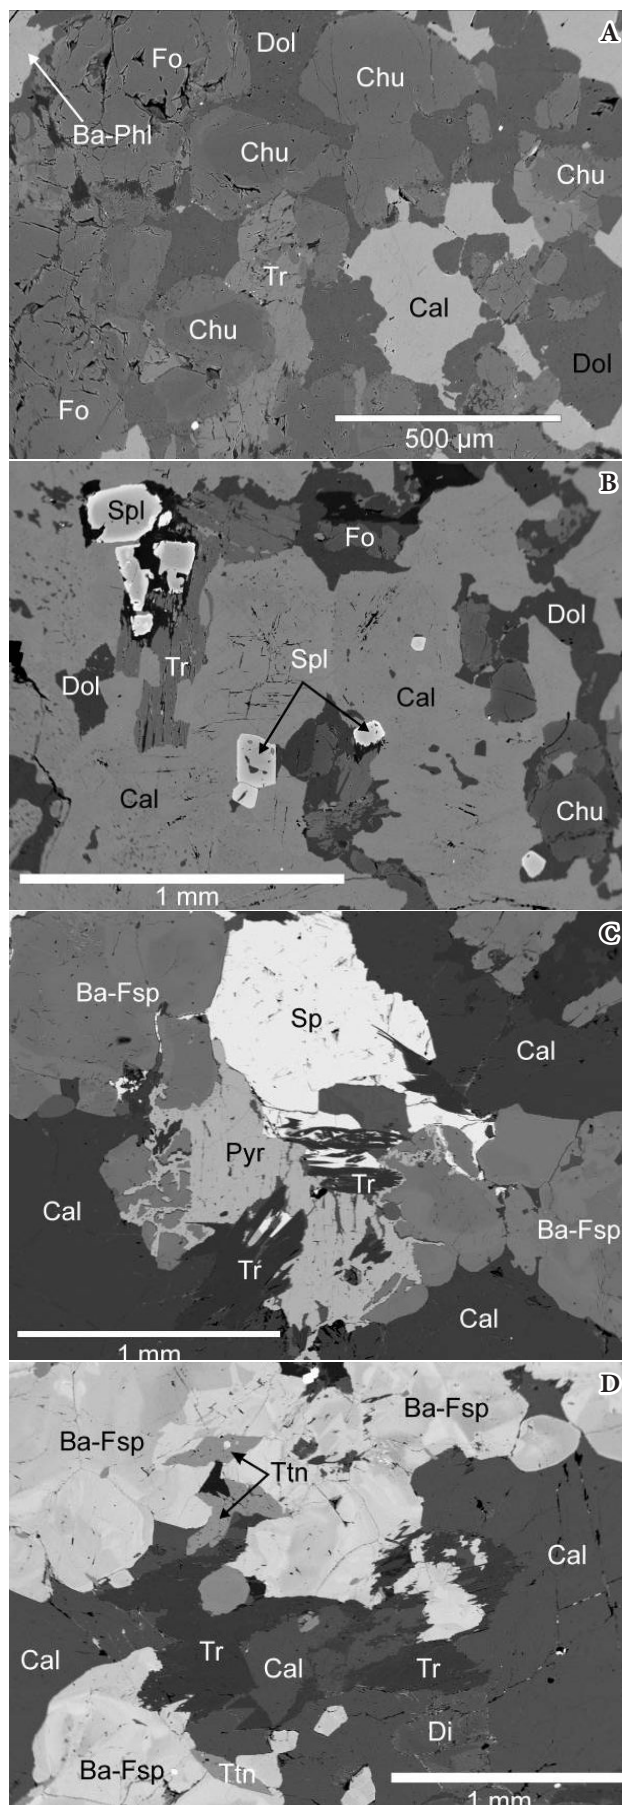 A
Fo
Dol
Chu
Ba-Phl
Chu
Chu
Tr
Cal
Chu
Dol
Fo
500 µm
B
Spl
Fo
Dol
Tr
Spl
Dol
Cal
Cal
Chu
1 mm
C
Ba-Fsp
Sp
Cal
Pyr
Tr
Cal
Ba-Fsp
Tr
Cal
1 mm
D
Ba-Fsp
Ba-Fsp
Ttn
Cal
Cal
Tr
Cal
Tr
Di
Ba-Fsp
Ttn
1 mm